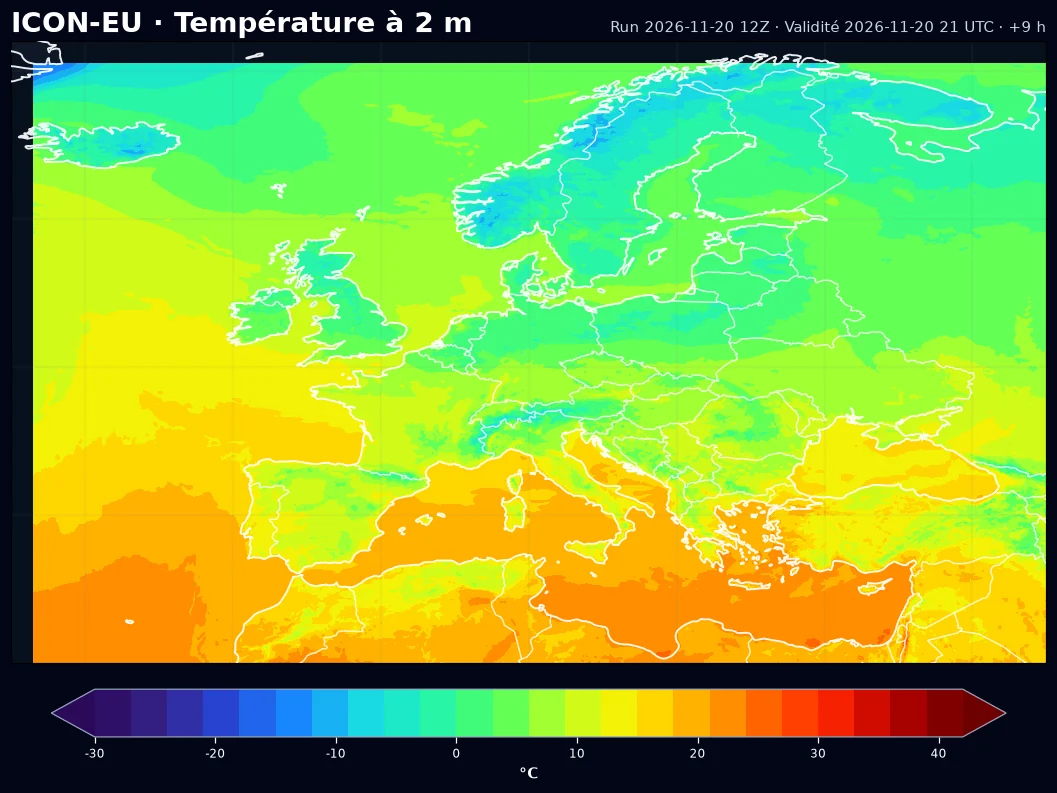 ICON-EU · Température à 2 m
Run 2026-11-20 12Z · Validité 2026-11-20 21 UTC · +9 h
-30 -20 -10 0 10 20 30 40
°C